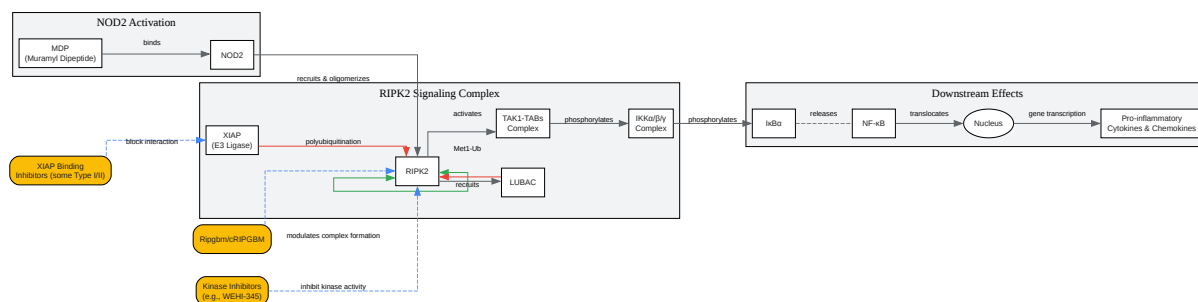 NOD2 Activation
MDP
(Muramyl Dipeptide)
binds
NOD2
recruits & oligomerizes
RIPK2 Signaling Complex
XIAP
(E3 Ligase)
polyubiquitination
activates
TAK1-TABs
Complex
phosphorylates
IKKα/β/γ
Complex
Met1-Ub
RIPK2
recruits
LUBAC
phosphorylates
Downstream Effects
IκBα
releases
NF-κB
translocates
Nucleus
gene transcription
Pro-inflammatory
Cytokines & Chemokines
block interaction
XIAP Binding
Inhibitors (some Type I/II)
Ripgbm/cRIPGBM
modulates complex formation
Kinase Inhibitors
(e.g., WEHI-345)
inhibit kinase activity